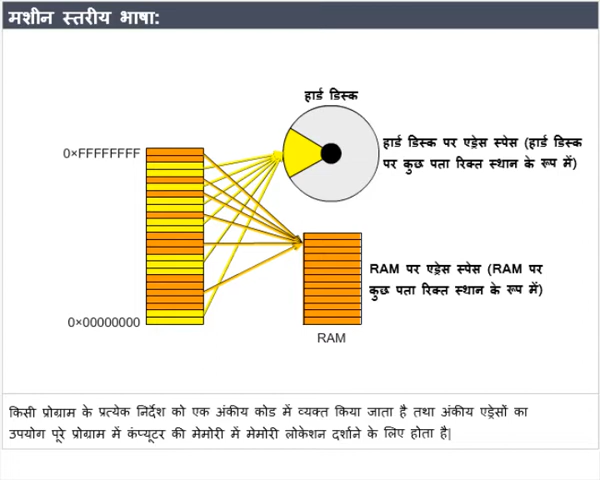 मशीन स्तरीय भाषा:
हार्ड डिस्क
0×FFFFFFFF
हार्ड डिस्क पर एड्रेस स्पेस (हार्ड डिस्क
पर कुछ पता रिक्त स्थान के रूप में)
RAM पर एड्रेस स्पेस (RAM पर
कुछ पता रिक्त स्थान के रूप में)
0×00000000
RAM
किसी प्रोग्राम के प्रत्येक निर्देश को एक अंकीय कोड में व्यक्त किया जाता है तथा अंकीय एड्रेसों का
उपयोग पूरे प्रोग्राम में कंप्यूटर की मेमोरी में मेमोरी लोकेशन दर्शाने के लिए होता है|